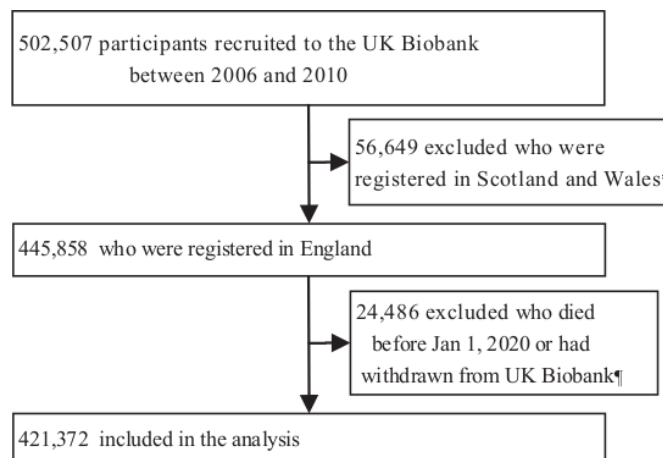 502,507 participants recruited to the UK Biobank
between 2006 and 2010
56,649 excluded who were
registered in Scotland and Wales*
445,858 who were registered in England
24,486 excluded who died
before Jan 1, 2020 or had
withdrawn from UK Biobank¶
421,372 included in the analysis